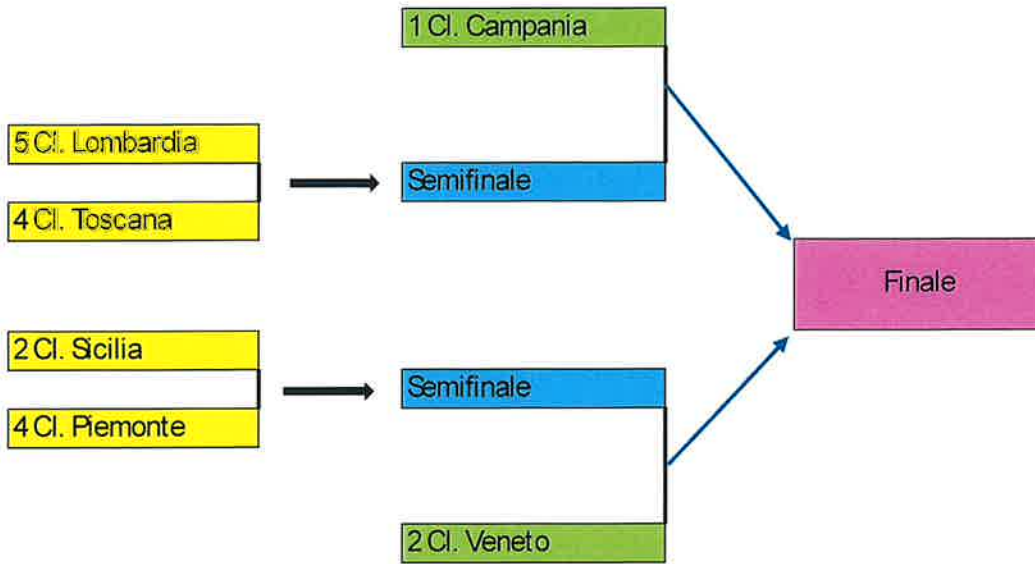 1 Cl. Campania
5 Cl. Lombardia
Semifinale
4 Cl. Toscana
Finale
2 Cl. Sicilia
Semifinale
4 Cl. Piemonte
2 Cl. Veneto